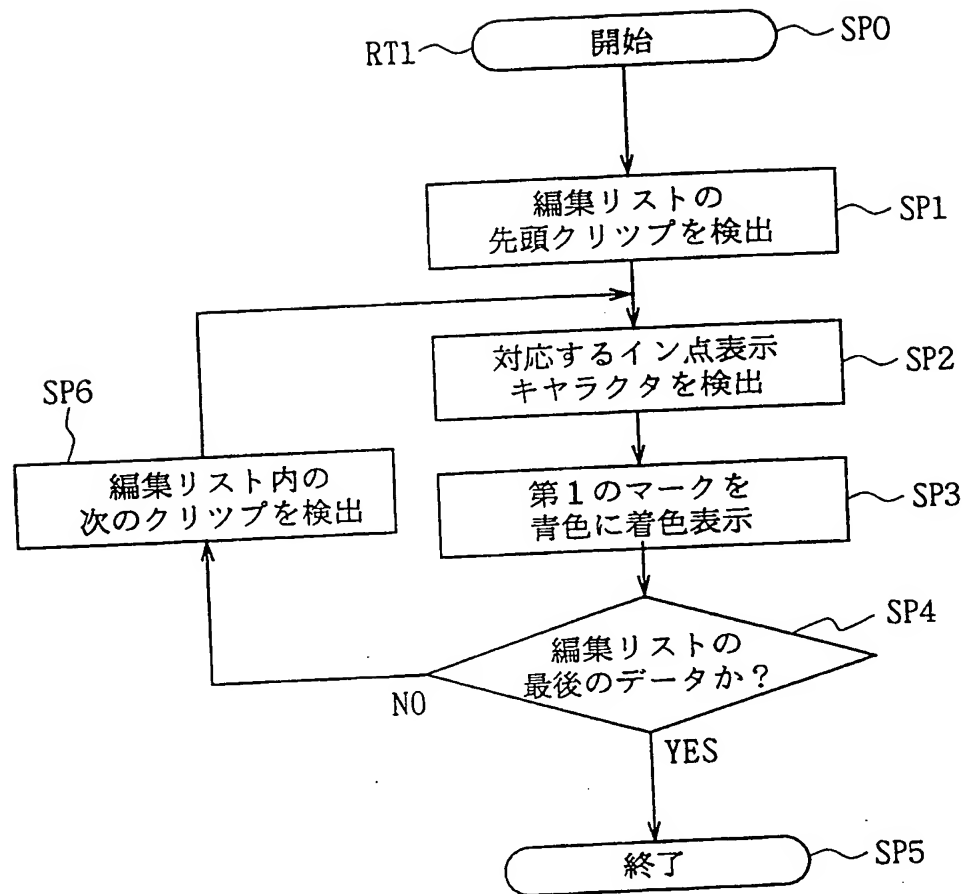 RT1
開始
SP0
編集リストの
先頭クリツプを検出
SP1
対応するイン点表示
キヤラクタを検出
SP2
SP6
編集リスト内の
次のクリツプを検出
第1のマークを
青色に着色表示
SP3
編集リストの
最後のデータか?
SP4
NO
YES
終了
SP5